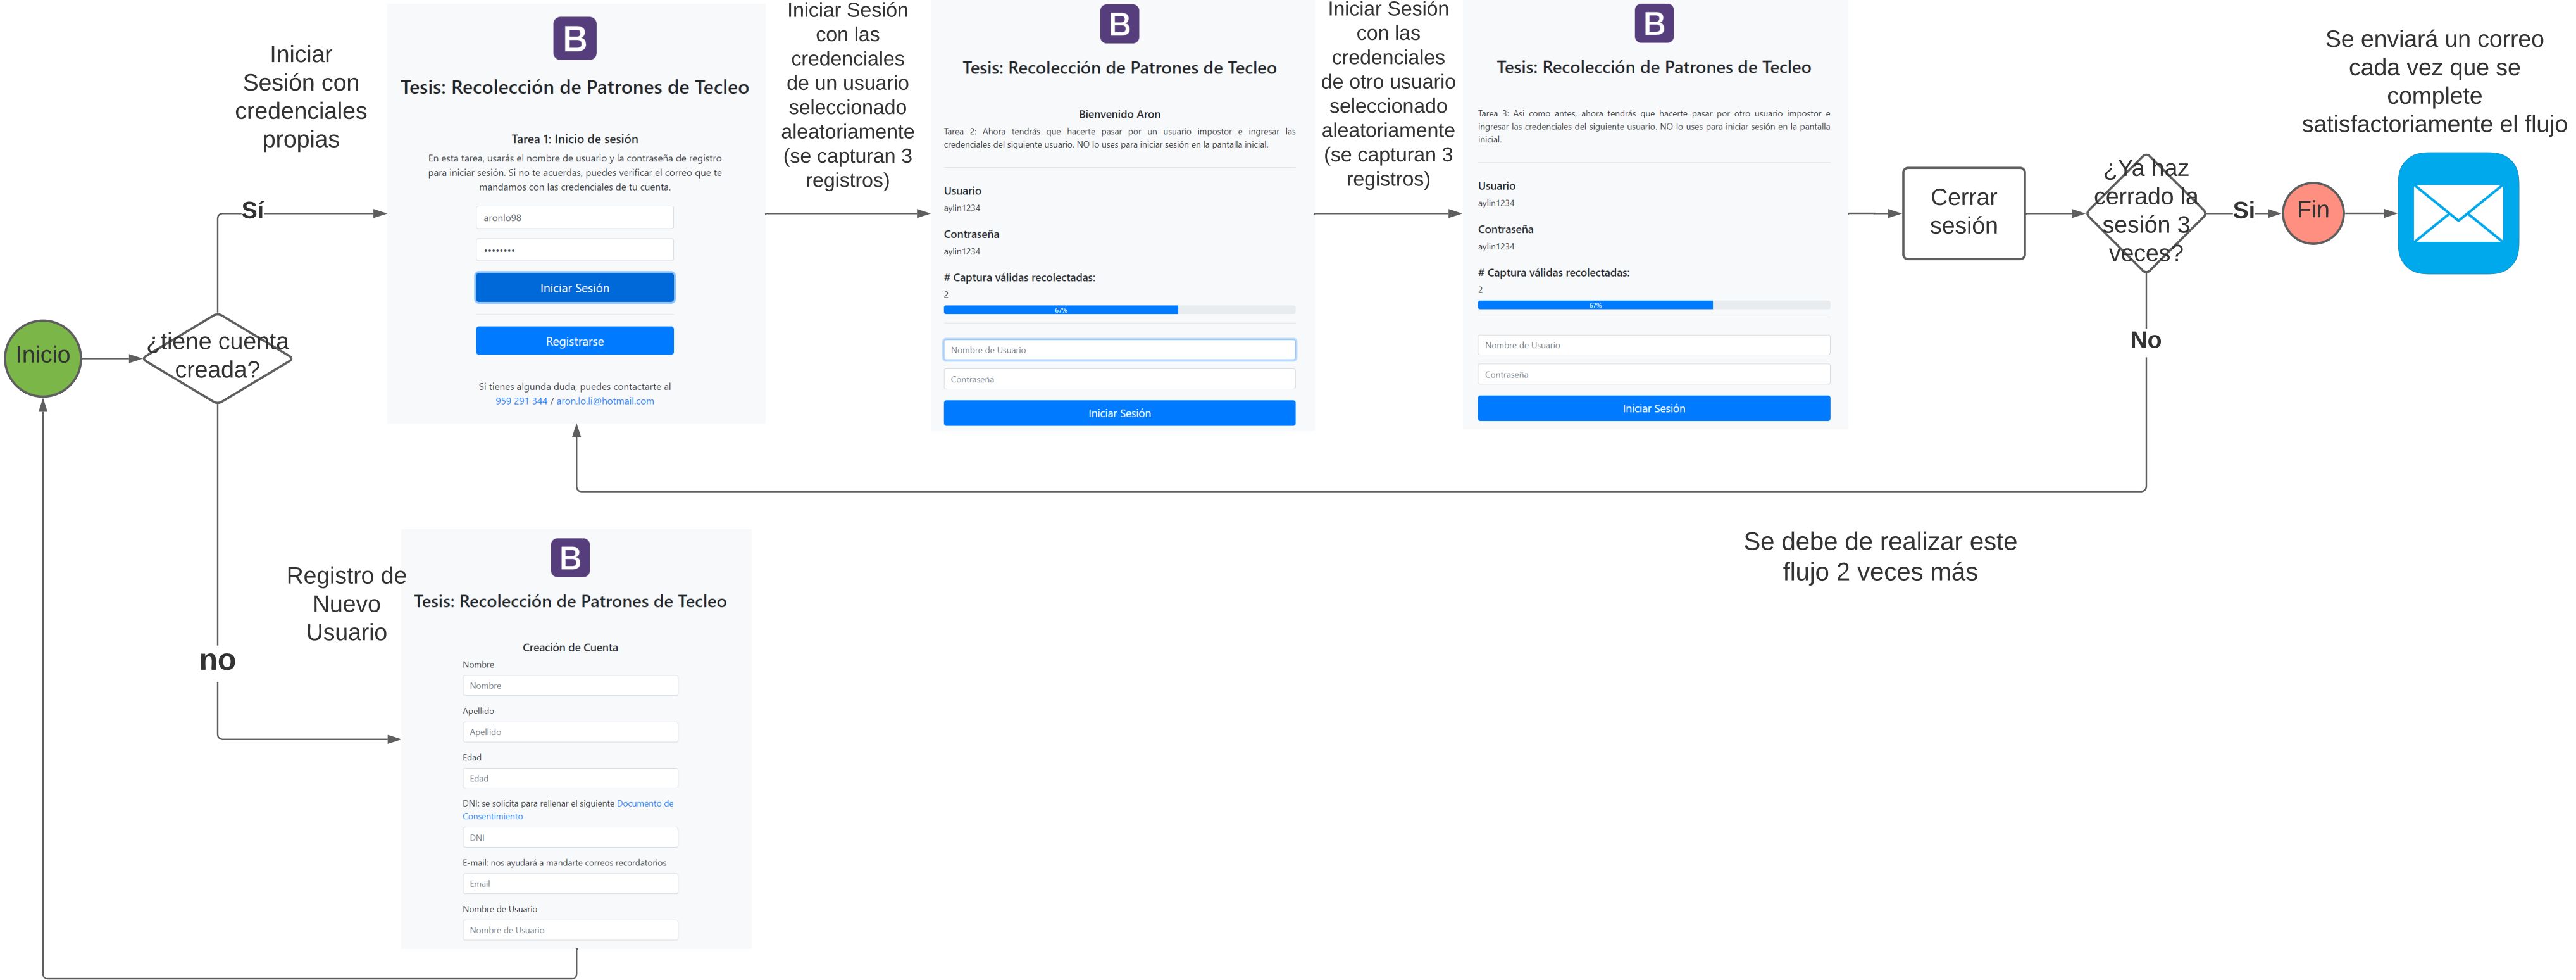 Inicio
¿tiene cuenta
creada?
Sí
no
Iniciar
Sesión con
credenciales
propias
B
Tesis: Recolección de Patrones de Tecleo
Tarea 1: Inicio de sesión
En esta tarea, usarás el nombre de usuario y la contraseña de registro
para iniciar sesión. Si no te acuerdas, puedes verificar el correo que te
mandamos con las credenciales de tu cuenta.
aronlo98
••••••••
Iniciar Sesión
Registrarse
Si tienes algunda duda, puedes contactarte al
959 291 344 / aron.lo.li@hotmail.com
Iniciar Sesión
con las
credenciales
de un usuario
seleccionado
aleatoriamente
(se capturan 3
registros)
B
Tesis: Recolección de Patrones de Tecleo
Bienvenido Aron
Tarea 2: Ahora tendrás que hacerte pasar por un usuario impostor e ingresar las
credenciales del siguiente usuario. NO lo uses para iniciar sesión en la pantalla inicial.
Usuario
aylin1234
Contraseña
aylin1234
# Captura válidas recolectadas:
2
67%
Nombre de Usuario
Contraseña
Iniciar Sesión
Iniciar Sesión
con las
credenciales
de otro usuario
seleccionado
aleatoriamente
(se capturan 3
registros)
B
Tesis: Recolección de Patrones de Tecleo
Tarea 3: Asi como antes, ahora tendrás que hacerte pasar por otro usuario impostor e
ingresar las credenciales del siguiente usuario. NO lo uses para iniciar sesión en la pantalla
inicial.
Usuario
aylin1234
Contraseña
aylin1234
# Captura válidas recolectadas:
2
67%
Nombre de Usuario
Contraseña
Iniciar Sesión
Cerrar
sesión
¿Ya haz
cerrado la
sesión 3
veces?
Si
No
Fin
Se enviará un correo
cada vez que se
complete
satisfactoriamente el flujo
Se debe de realizar este
flujo 2 veces más
Registro de
Nuevo
Usuario
B
Tesis: Recolección de Patrones de Tecleo
Creación de Cuenta
Nombre
Nombre
Apellido
Apellido
Edad
Edad
DNI: se solicita para rellenar el siguiente Documento de
Consentimiento
DNI
E-mail: nos ayudará a mandarte correos recordatorios
Email
Nombre de Usuario
Nombre de Usuario